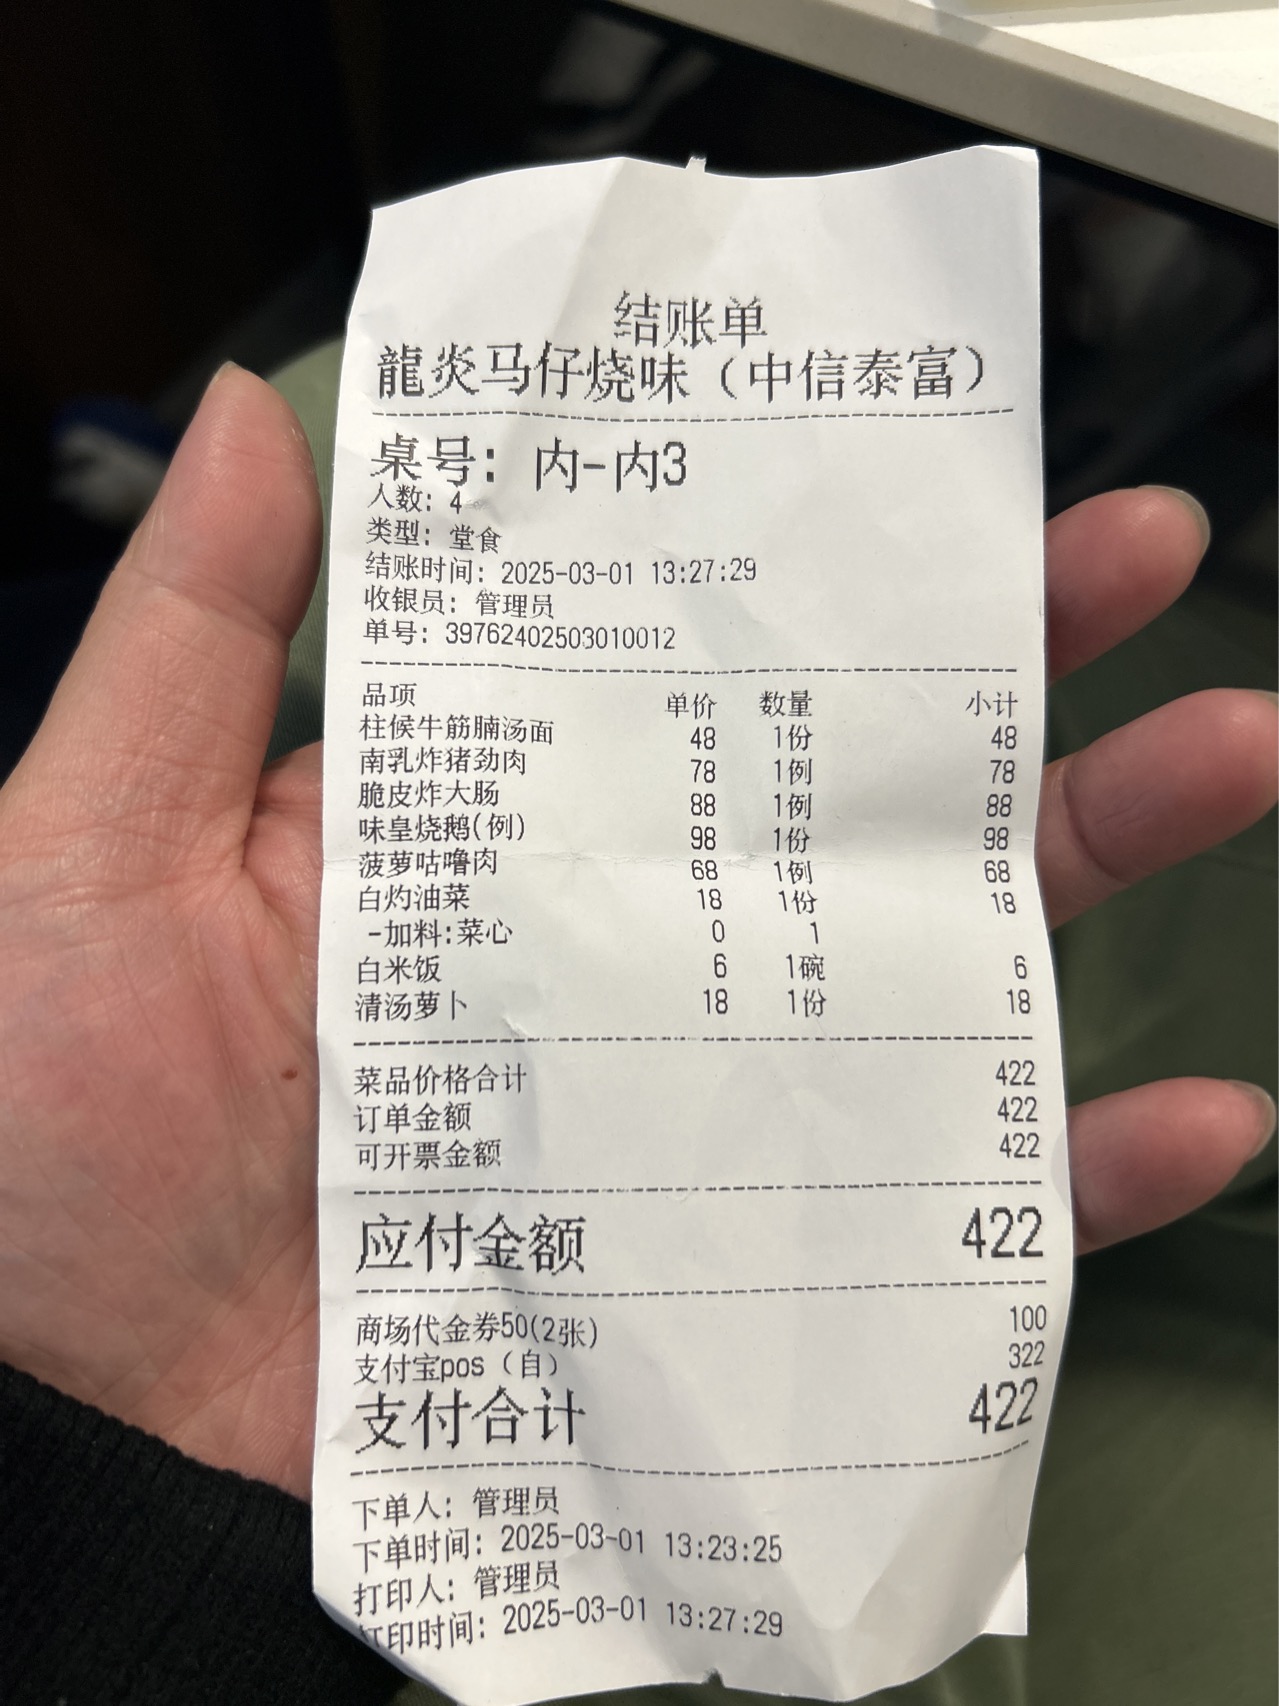 结账单
龍炎马仔烧味（中信泰富）
桌号：内-内3
人数：4
类型：堂食
结账时间：2025-03-01 13:27:29
收银员：管理员
单号：39762402503010012
品项 单价 数量 小计
柱候牛筋腩汤面 48 1份 48
南乳炸猪劲肉 78 1例 78
脆皮炸大肠 88 1例 88
味皇烧鹅(例) 98 1份 98
菠萝咕噜肉 68 1例 68
白灼油菜 18 1份 18
-加料:菜心 0 1
白米饭 6 1碗 6
清汤萝卜 18 1份 18
菜品价格合计 422
订单金额 422
可开票金额 422
应付金额 422
商场代金券50(2张) 100
支付宝pos（自） 322
支付合计 422
下单人：管理员
下单时间：2025-03-01 13:23:25
打印人：管理员
打印时间：2025-03-01 13:27:29